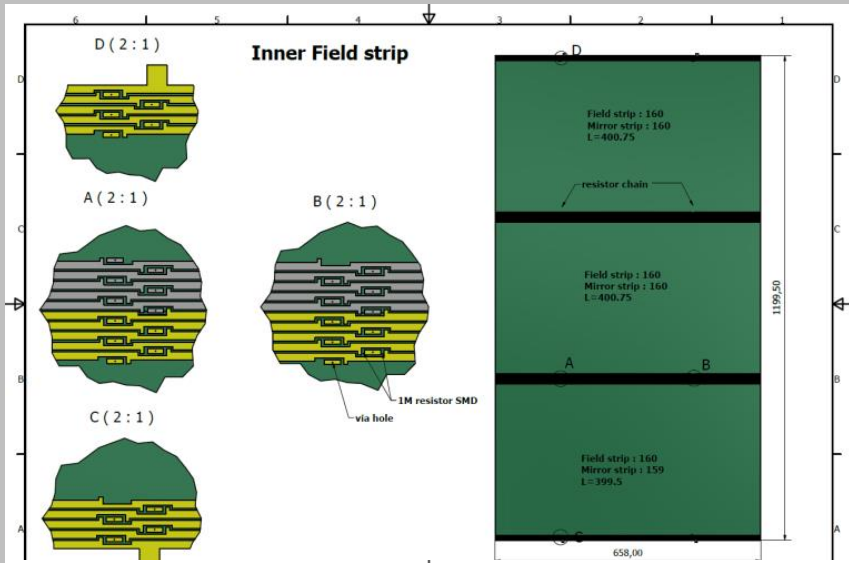 6 5 4 3 2 1
D ( 2 : 1 )
Inner Field strip
D
D
D
Field strip : 160
Mirror strip : 160
L=400.75
A ( 2 : 1 )
B ( 2 : 1 )
resistor chain
C
C
Field strip : 160
Mirror strip : 160
L=400.75
1199,50
A
B
B
B
1M resistor SMD
via hole
C ( 2 : 1 )
Field strip : 160
Mirror strip : 159
L=399.5
A
A
C
658,00